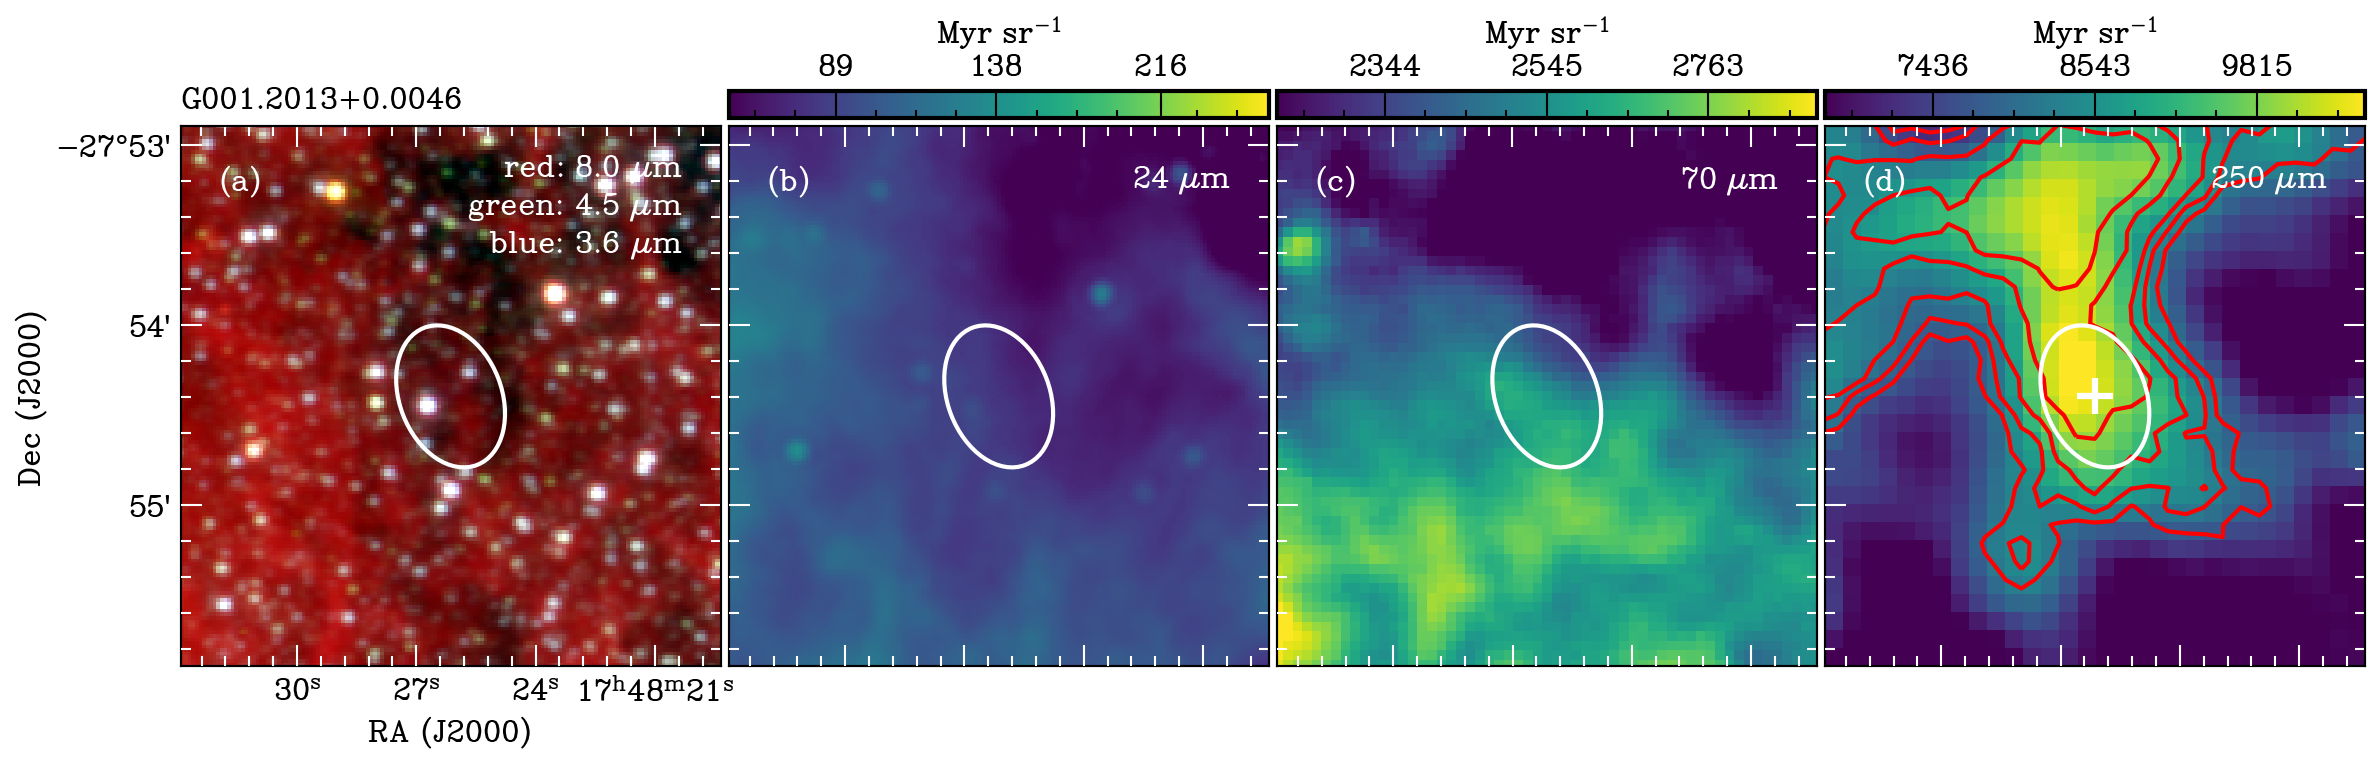 Myr sr⁻¹ Myr sr⁻¹ Myr sr⁻¹
89 138 216 2344 2545 2763 7436 8543 9815
G001.2013+0.0046
−27°53'
54'
55'
Dec (J2000)
(a)
red: 8.0 μm
green: 4.5 μm
blue: 3.6 μm
(b) 24 μm
(c) 70 μm
(d) 250 μm
30ˢ 27ˢ 24ˢ 17ʰ48ᵐ21ˢ
RA (J2000)